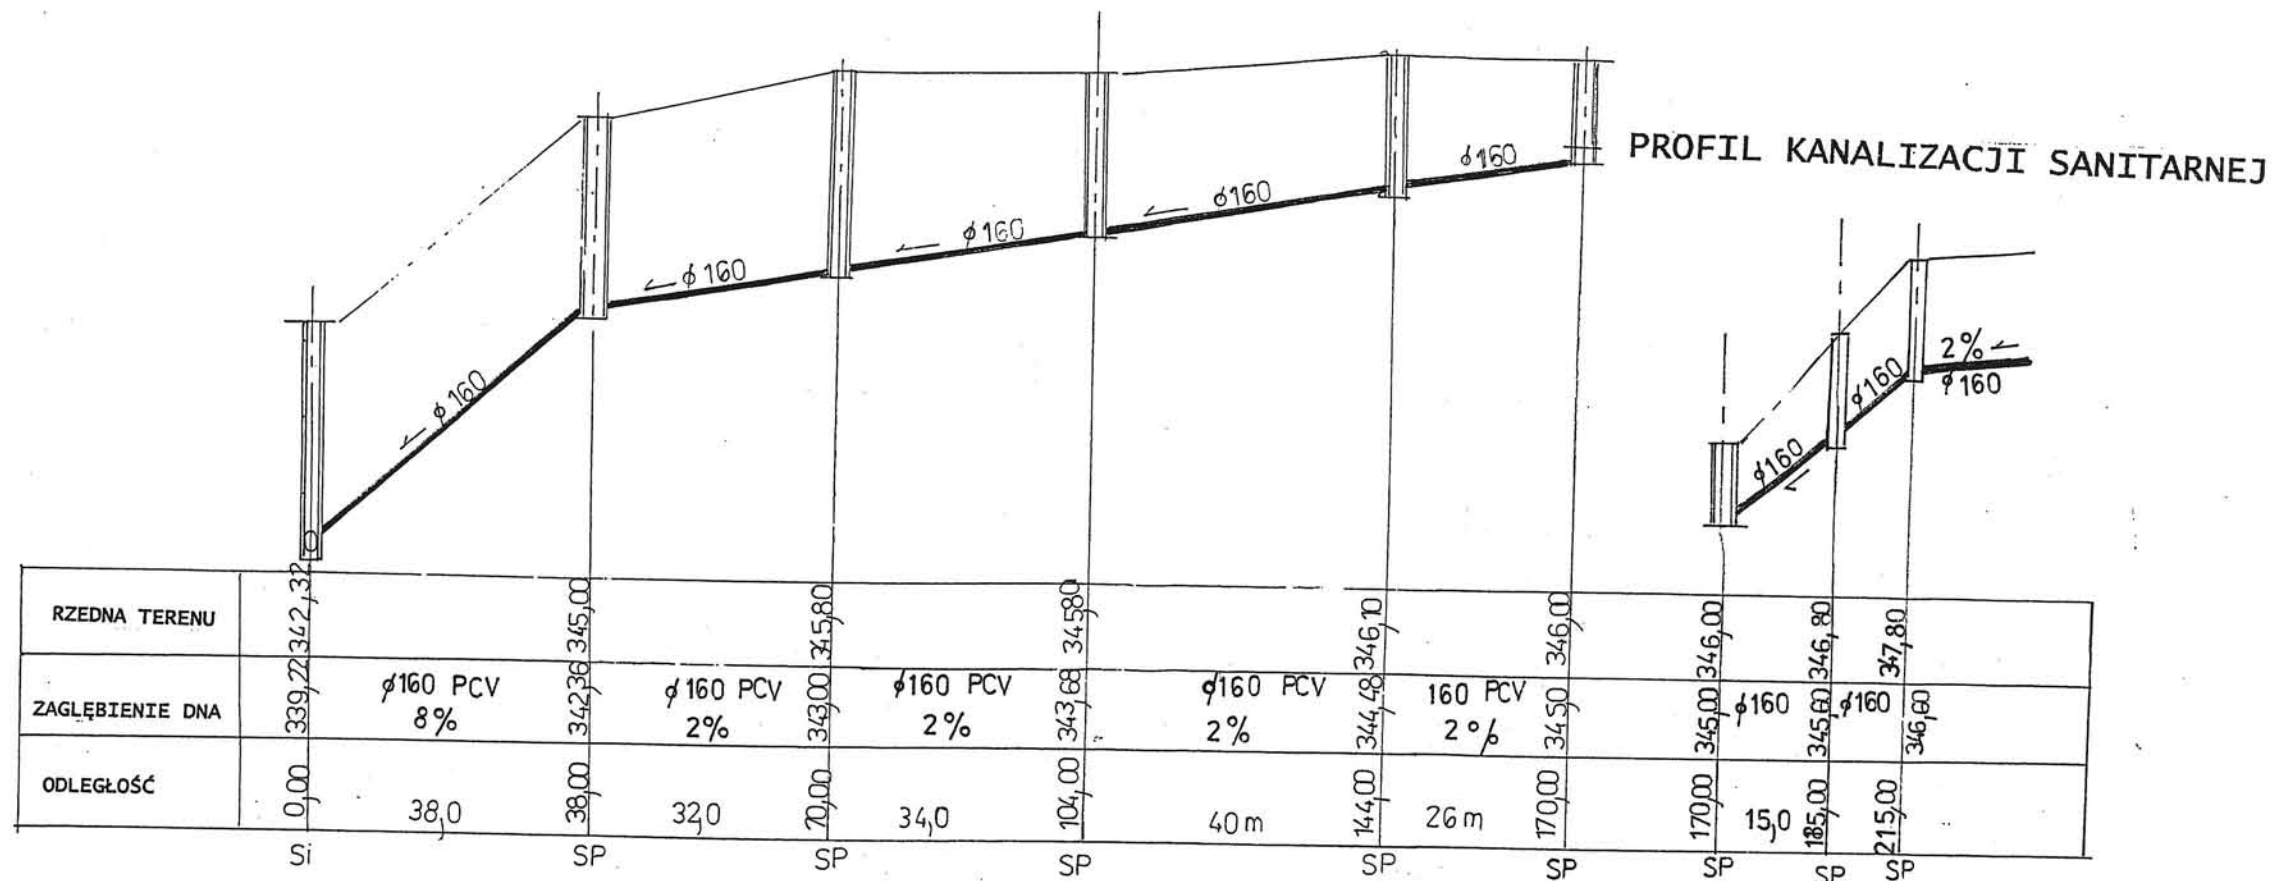 PROFIL KANALIZACJI SANITARNEJ
ϕ160
ϕ160
ϕ160
ϕ160
ϕ160
2%
ϕ160
ϕ160
ϕ160
RZEDNA TERENU
342,32
345,00
345,80
345,80
346,10
346,00
346,00
346,80
347,80
ZAGLĘBIENIE DNA
339,22
ϕ160 PCV
8%
342,36
ϕ160 PCV
2%
343,00
ϕ160 PCV
2%
343,68
ϕ160 PCV
2%
344,48
160 PCV
2%
344,50
345,00
ϕ160
ϕ160
346,60
ODLEGŁOŚĆ
0,00
38,0
38,00
32,0
70,00
34,0
104,00
40m
144,00
26m
170,00
170,00
15,0
185,00
215,00
Si
SP
SP
SP
SP
SP
SP
SP
SP